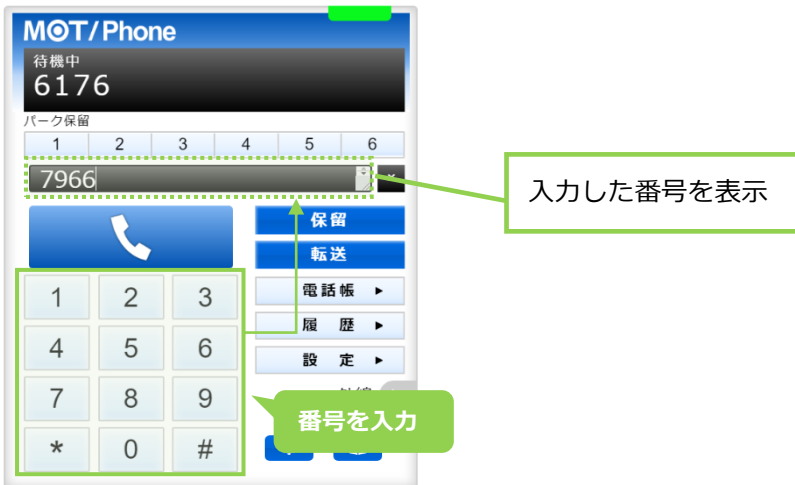 MOT/Phone
待機中
6176
パーク保留
1 2 3 4 5 6
7966
入力した番号を表示
保留
転送
1 2 3
電話帳 ▶
履 歴 ▶
4 5 6
設 定 ▶
7 8 9
番号を入力
* 0 #